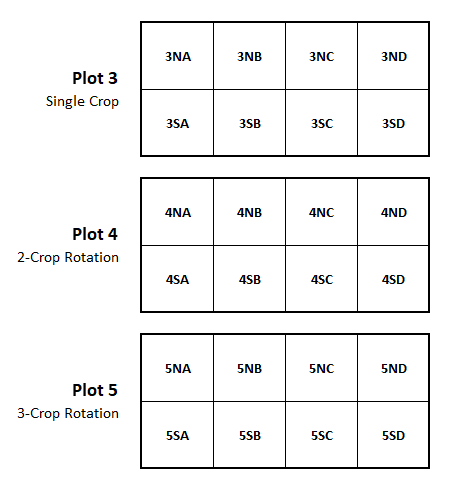 3NA 3NB 3NC 3ND
Plot 3
Single Crop
3SA 3SB 3SC 3SD
4NA 4NB 4NC 4ND
Plot 4
2-Crop Rotation
4SA 4SB 4SC 4SD
5NA 5NB 5NC 5ND
Plot 5
3-Crop Rotation
5SA 5SB 5SC 5SD